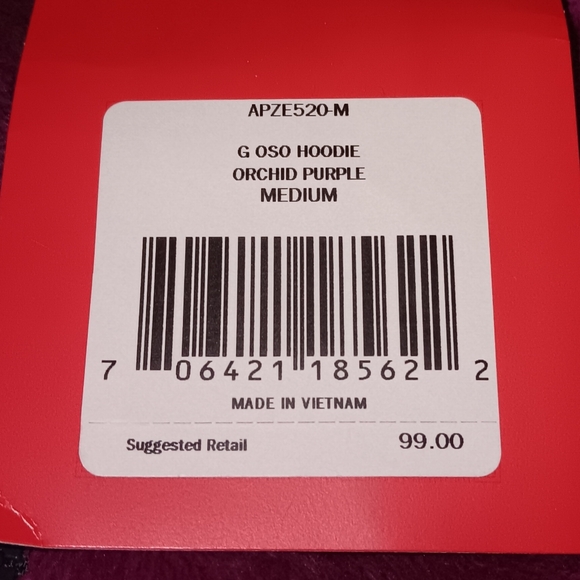 APZE520-M
G OSO HOODIE
ORCHID PURPLE
MEDIUM
7 06421 18562 2
MADE IN VIETNAM
Suggested Retail 99.00